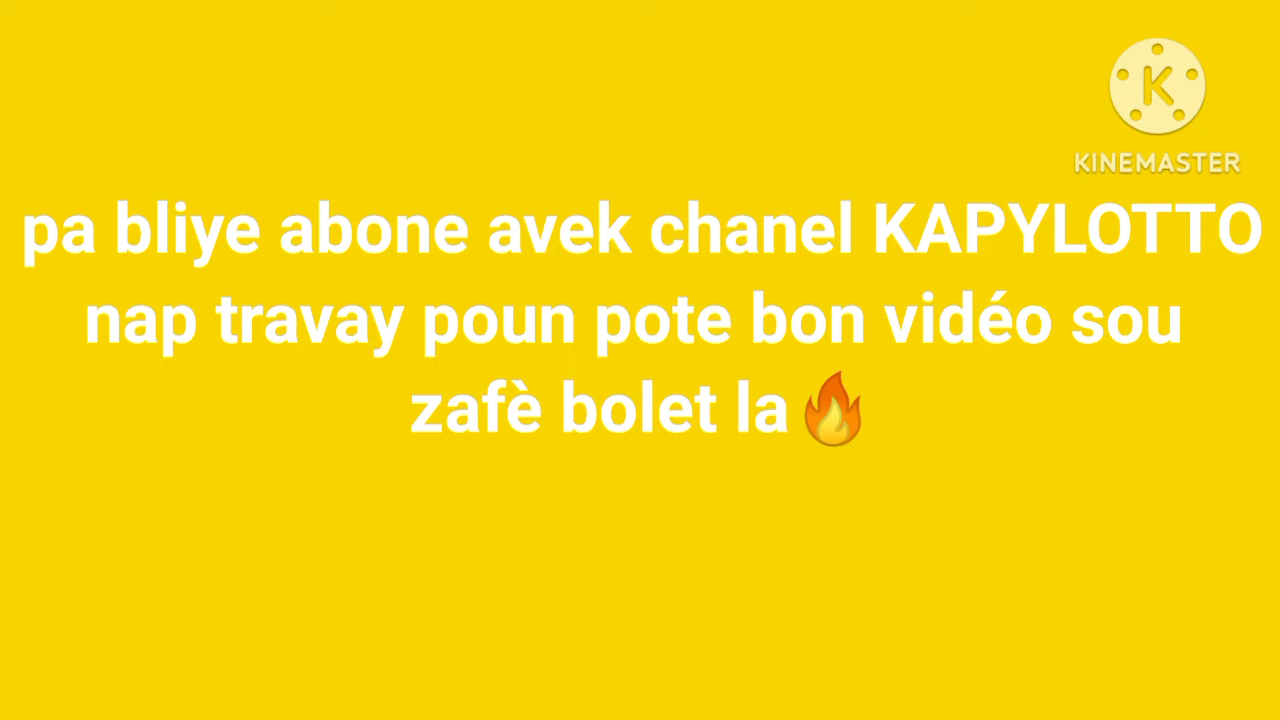 K
KINEMASTER
pa bliye abone avek chanel KAPYLOTTO
nap travay poun pote bon vidéo sou
zafè bolet la🔥